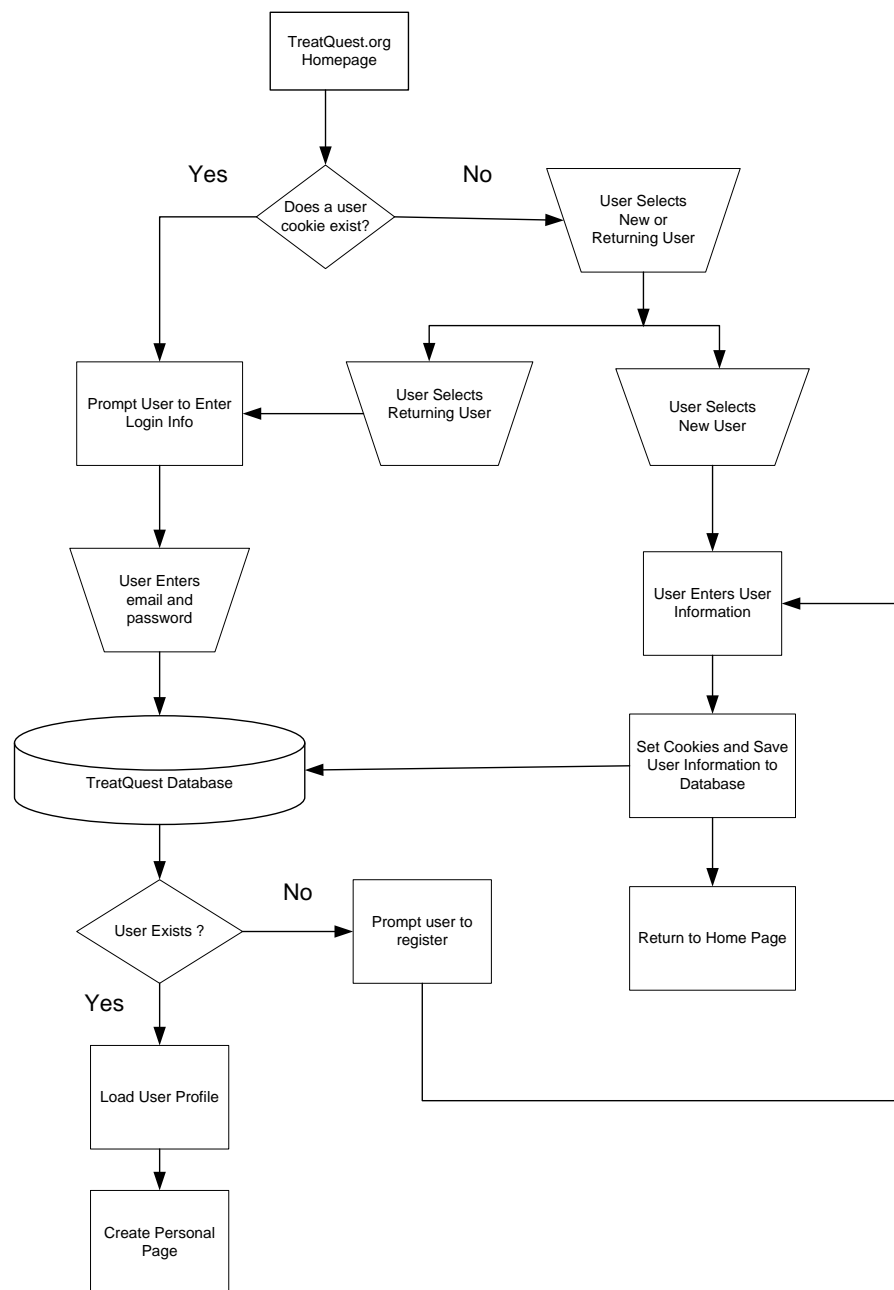 TreatQuest.org
Homepage
Yes
No
Does a user
cookie exist?
User Selects
New or
Returning User
Prompt User to Enter
Login Info
User Selects
Returning User
User Selects
New User
User Enters
email and
password
User Enters User
Information
TreatQuest Database
Set Cookies and Save
User Information to
Database
User Exists ?
No
Prompt user to
register
Return to Home Page
Yes
Load User Profile
Create Personal
Page